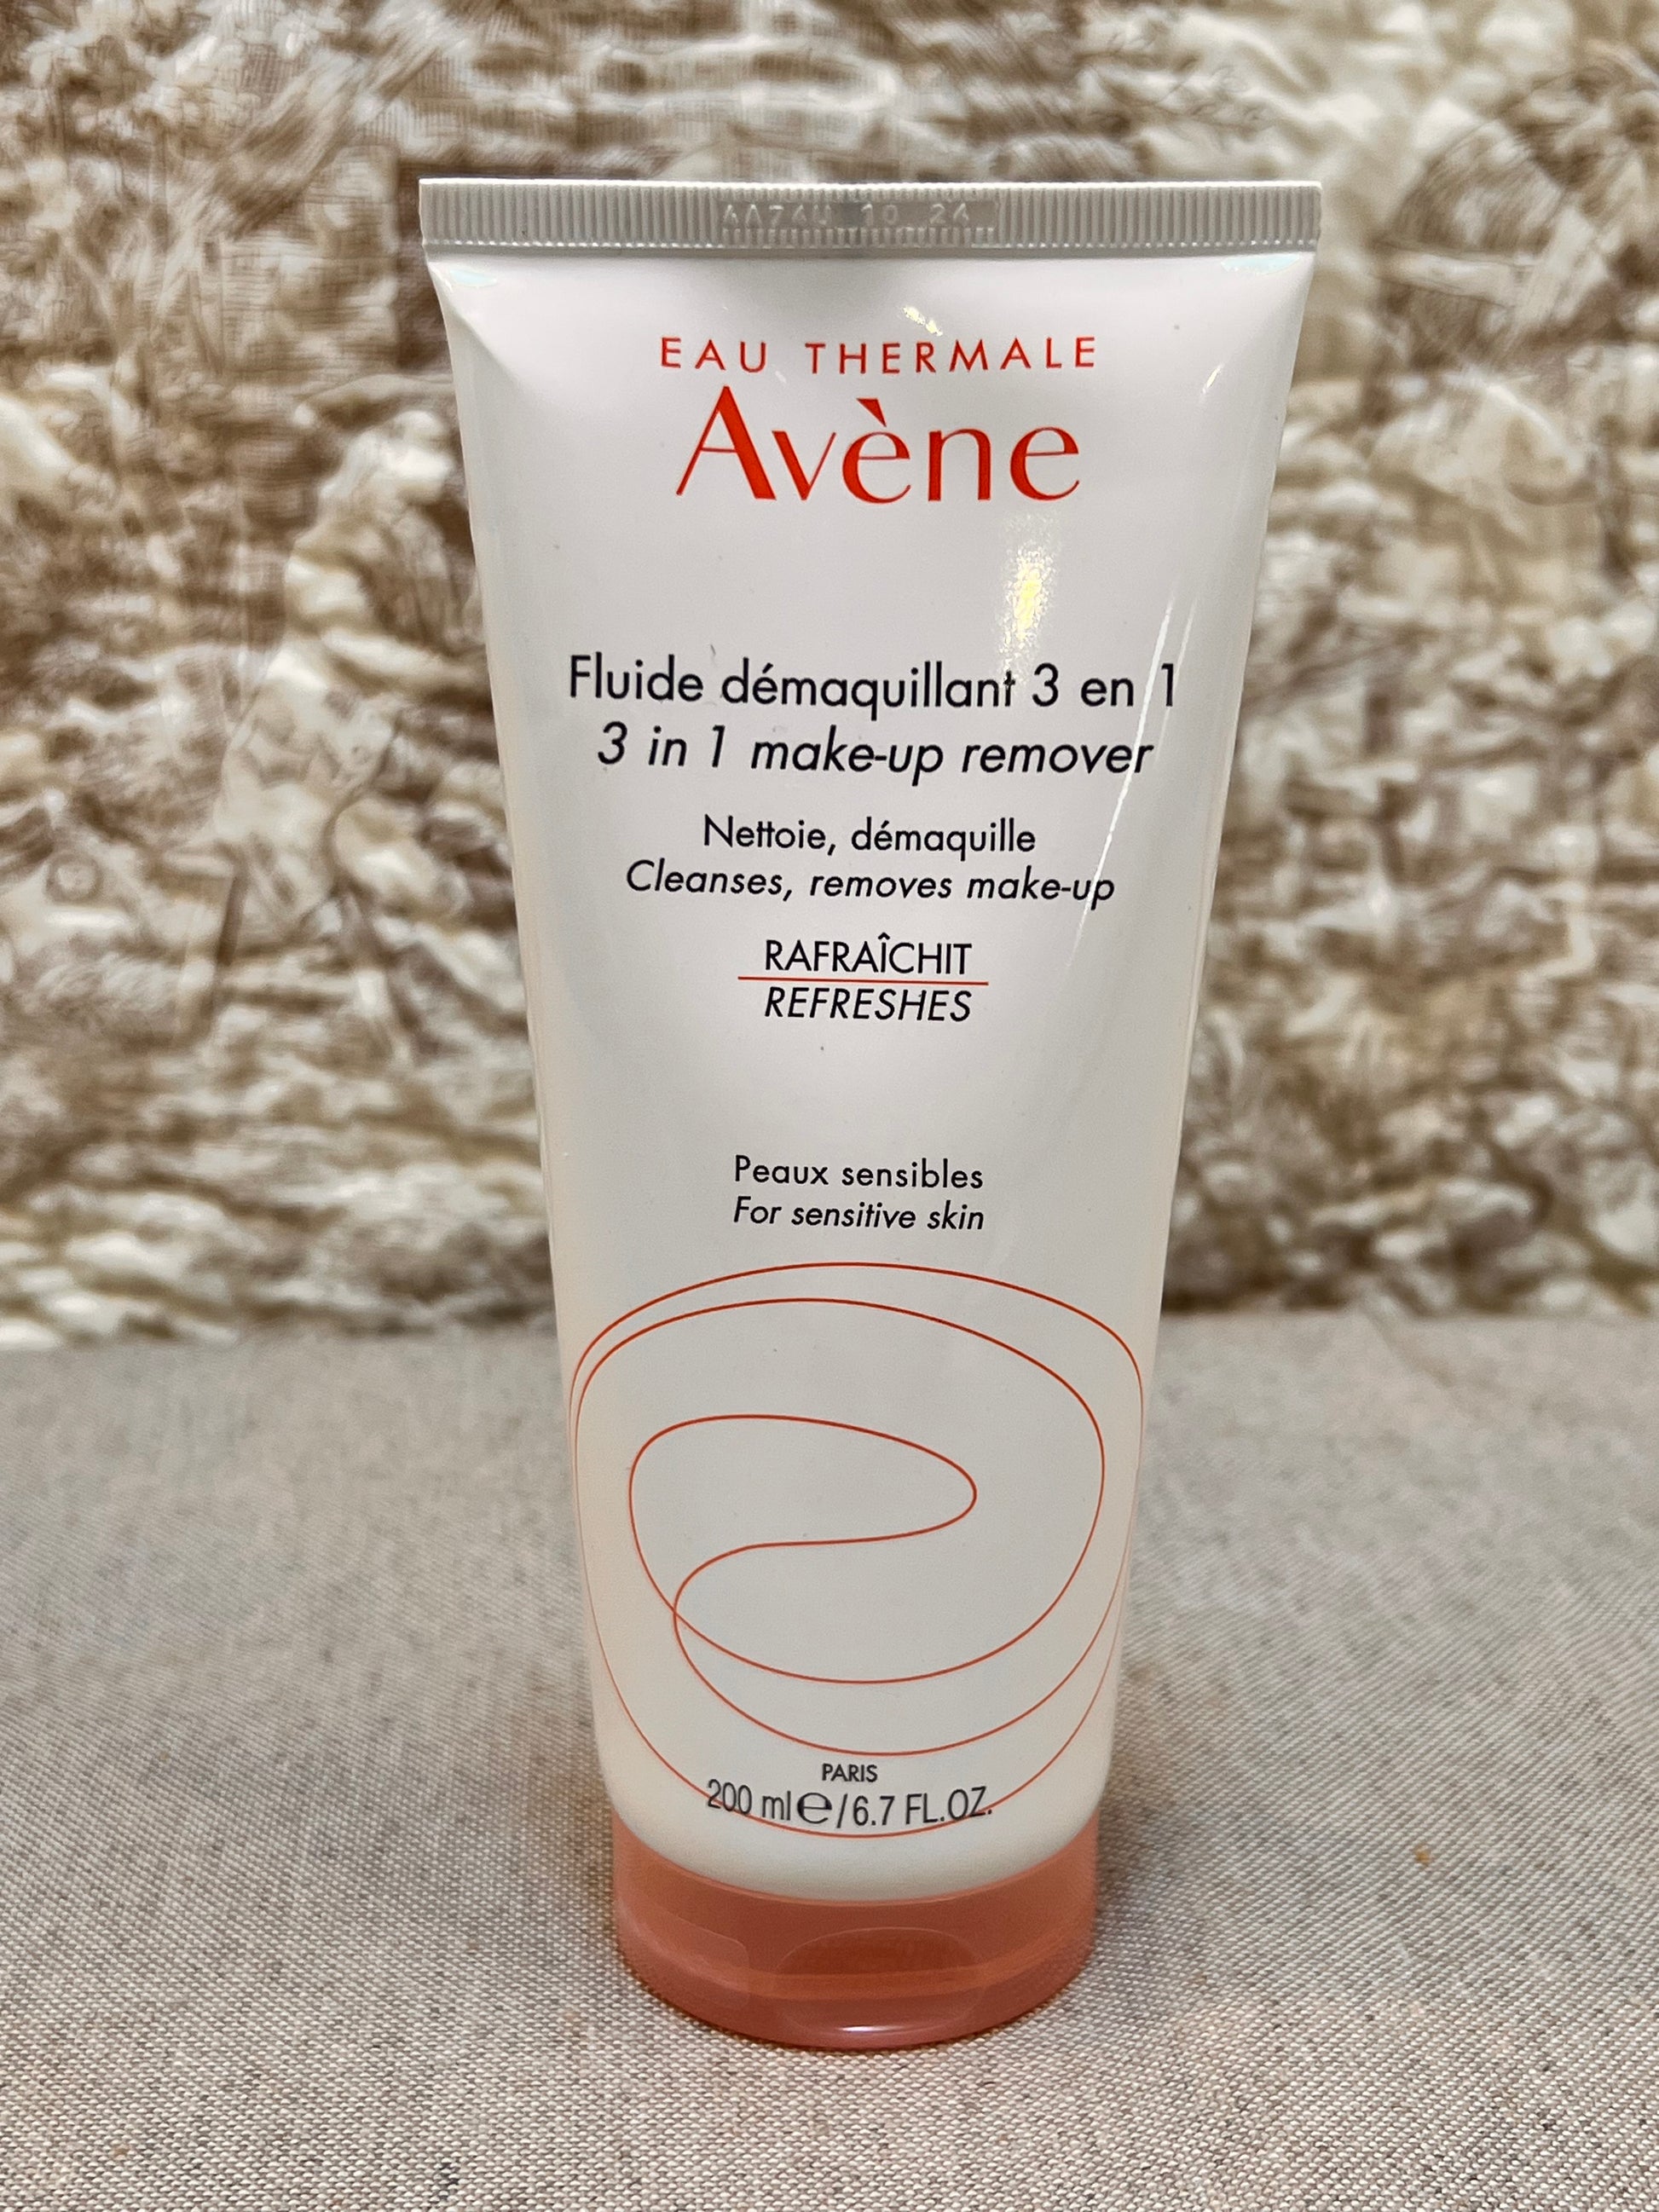 EAU THERMALE
Avène
Fluide démaquillant 3 en 1
3 in 1 make-up remover
Nettoie, démaquille
Cleanses, removes make-up
RAFRAÎCHIT
REFRESHES
Peaux sensibles
For sensitive skin
PARIS
200 ml ℮/6.7 FL.OZ.